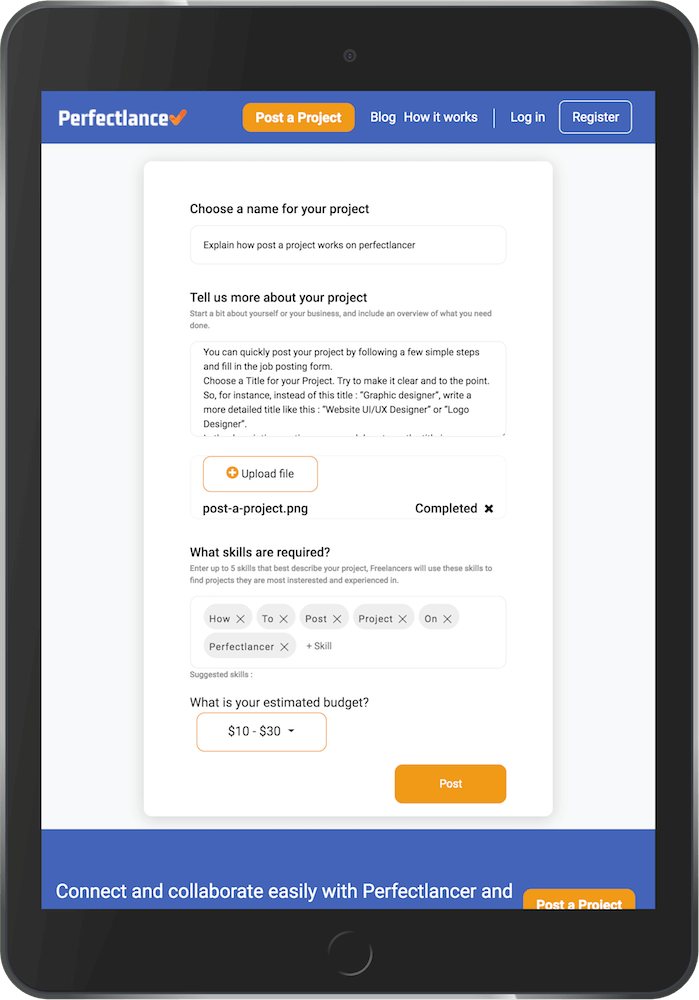 Perfectlance
Post a Project
Blog
How it works
Log in
Register
Choose a name for your project
Explain how post a project works on perfectlancer
Tell us more about your project
Start a bit about yourself or your business, and include an overview of what you need
done.
You can quickly post your project by following a few simple steps
and fill in the job posting form.
Choose a Title for your Project. Try to make it clear and to the point.
So, for instance, instead of this title : “Graphic designer”, write a
more detailed title like this : “Website UI/UX Designer” or “Logo
Designer”.
Upload file
post-a-project.png
Completed
What skills are required?
Enter up to 5 skills that best describe your project, Freelancers will use these skills to
find projects they are most insterested and experienced in.
How
To
Post
Project
On
Perfectlancer
+ Skill
Suggested skills :
What is your estimated budget?
$10 - $30
Post
Connect and collaborate easily with Perfectlancer and
Post a Project